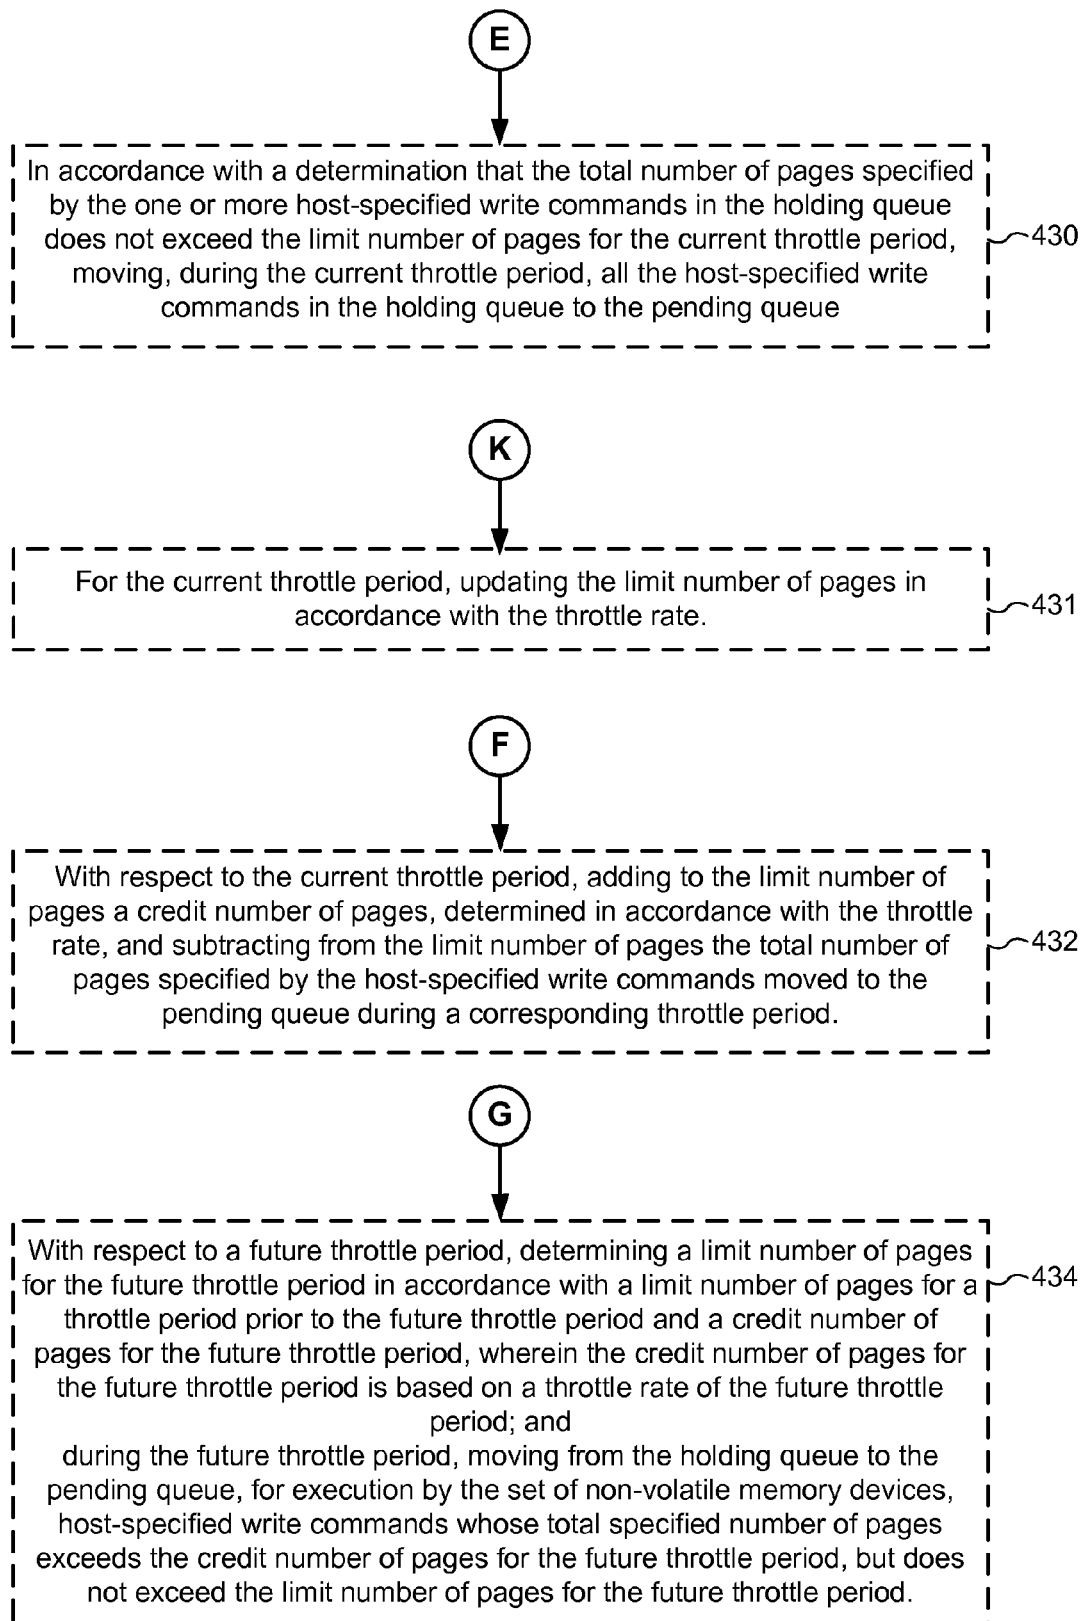 E
In accordance with a determination that the total number of pages specified
by the one or more host-specified write commands in the holding queue
does not exceed the limit number of pages for the current throttle period,
moving, during the current throttle period, all the host-specified write
commands in the holding queue to the pending queue
430
K
For the current throttle period, updating the limit number of pages in
accordance with the throttle rate.
431
F
With respect to the current throttle period, adding to the limit number of
pages a credit number of pages, determined in accordance with the throttle
rate, and subtracting from the limit number of pages the total number of
pages specified by the host-specified write commands moved to the
pending queue during a corresponding throttle period.
432
G
With respect to a future throttle period, determining a limit number of pages
for the future throttle period in accordance with a limit number of pages for a
throttle period prior to the future throttle period and a credit number of
pages for the future throttle period, wherein the credit number of pages for
the future throttle period is based on a throttle rate of the future throttle
period; and
during the future throttle period, moving from the holding queue to the
pending queue, for execution by the set of non-volatile memory devices,
host-specified write commands whose total specified number of pages
exceeds the credit number of pages for the future throttle period, but does
not exceed the limit number of pages for the future throttle period.
434